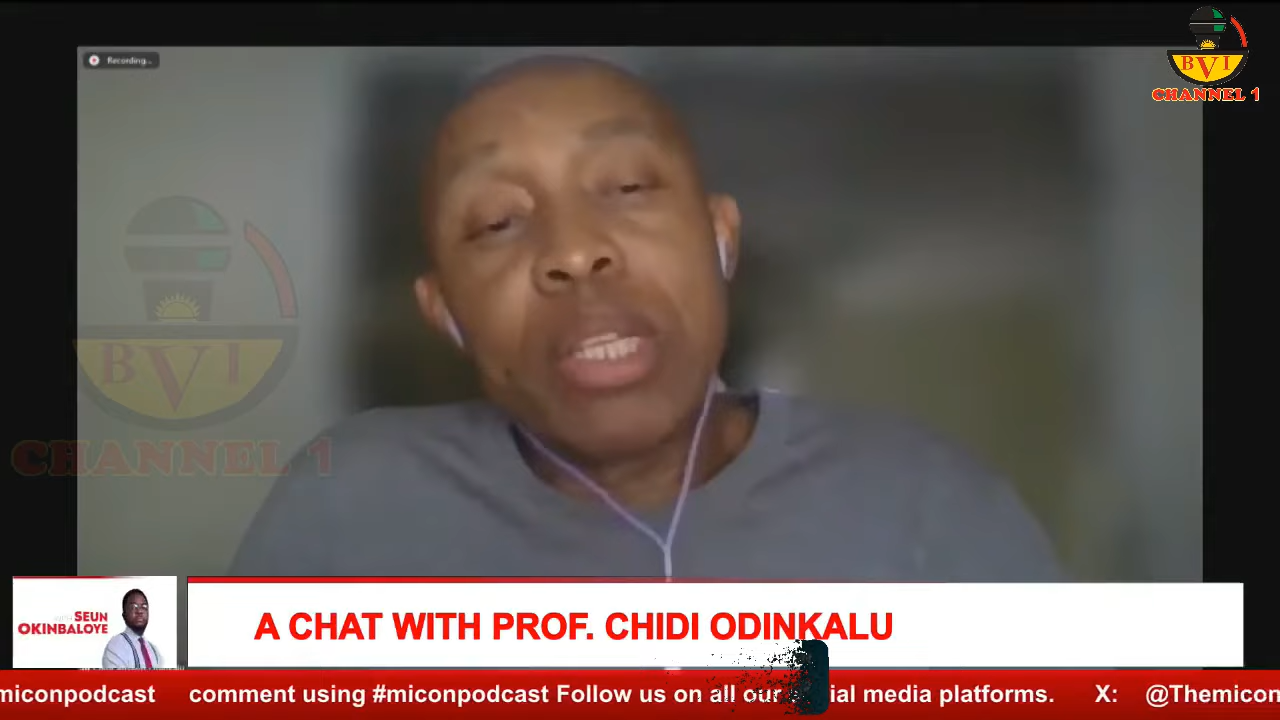 Recording...
BVI
CHANNEL 1
BVI
CHANNEL 1
SEUN
OKINBALOYE
A CHAT WITH PROF. CHIDI ODINKALU
miconpodcast comment using #miconpodcast Follow us on all our social media platforms. X: @Themicon